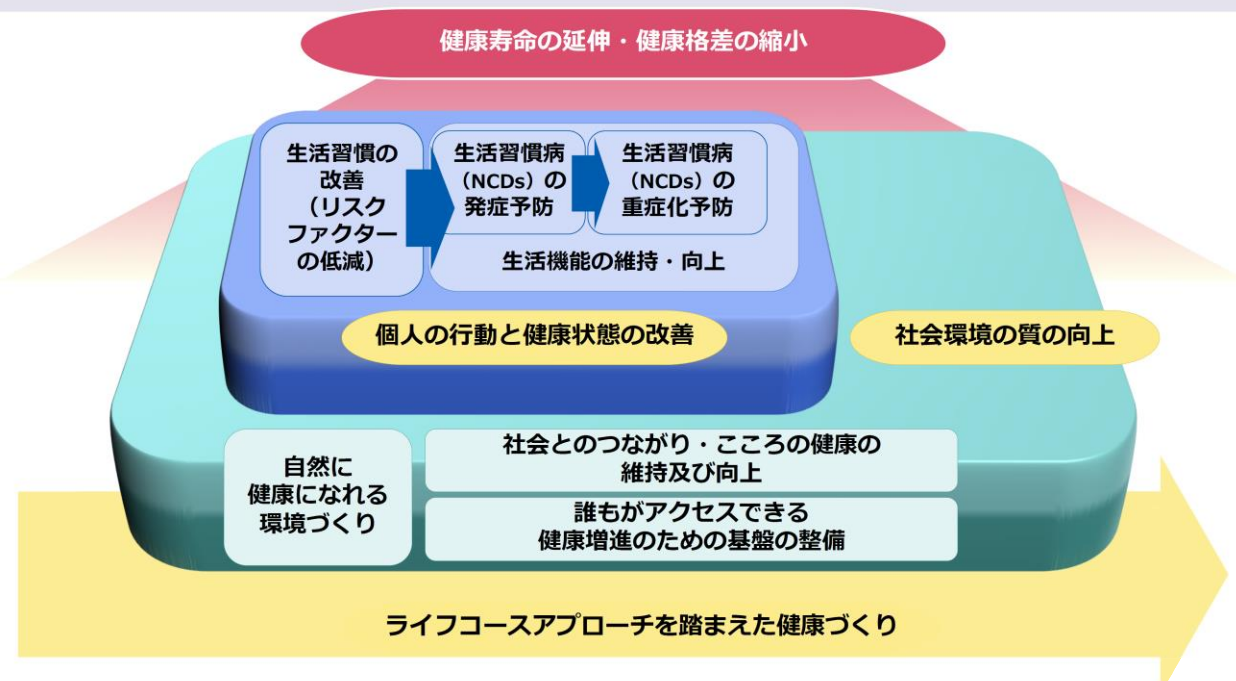 健康寿命の延伸・健康格差の縮小
生活習慣の
改善
(リスク
ファクター
の低減)
生活習慣病
(NCDs)の
発症予防
生活習慣病
(NCDs)の
重症化予防
生活機能の維持・向上
個人の行動と健康状態の改善
社会環境の質の向上
自然に
健康になれる
環境づくり
社会とのつながり・こころの健康の
維持及び向上
誰もがアクセスできる
健康増進のための基盤の整備
ライフコースアプローチを踏まえた健康づくり